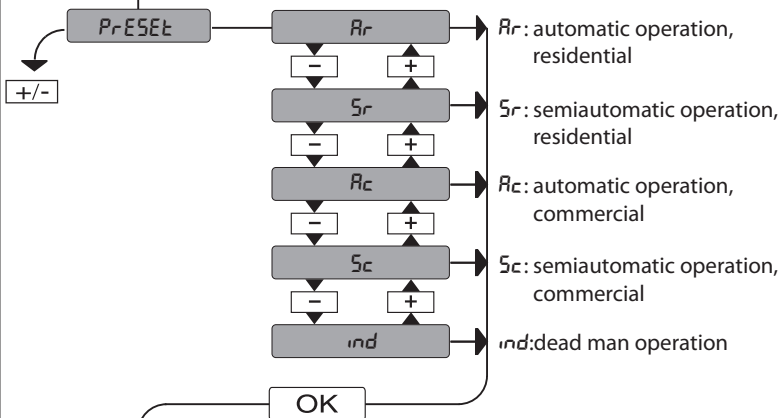 PrESEt
Ar
Ar: automatic operation,
residential
+/-
-
+
Sr
Sr: semiautomatic operation,
residential
-
+
Ac
Ac: automatic operation,
commercial
-
+
Sc
Sc: semiautomatic operation,
commercial
-
+
ind
ind:dead man operation
OK